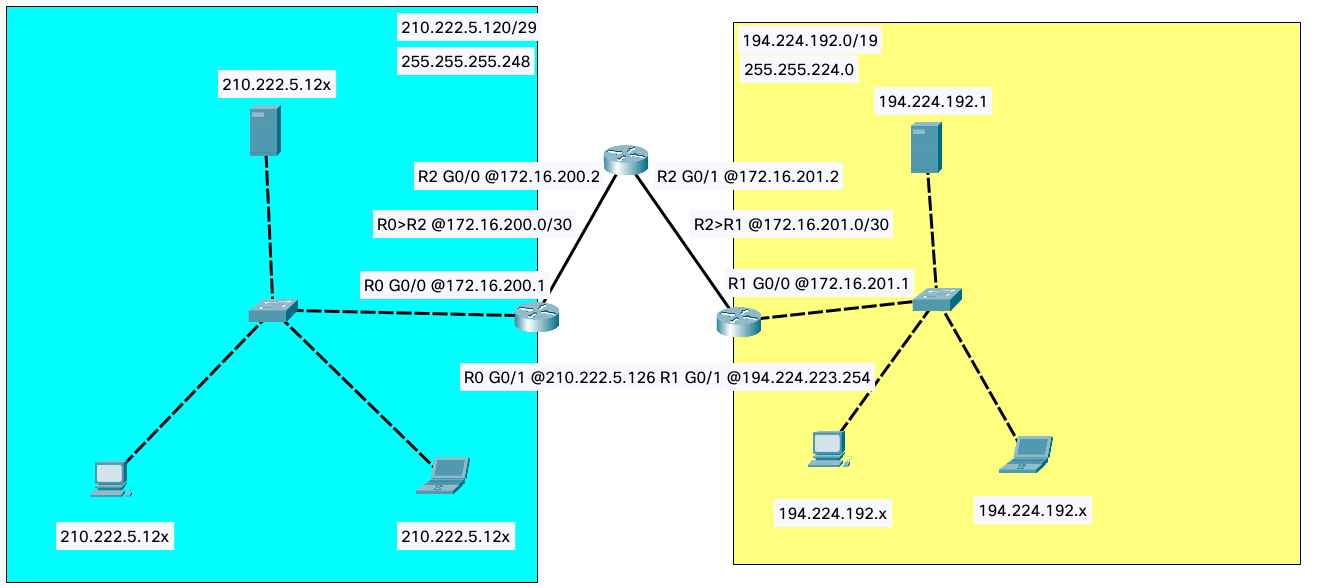 210.222.5.120/29
255.255.255.248
210.222.5.12x
194.224.192.0/19
255.255.224.0
194.224.192.1
R2 G0/0 @172.16.200.2
R2 G0/1 @172.16.201.2
R0>R2 @172.16.200.0/30
R2>R1 @172.16.201.0/30
R0 G0/0 @172.16.200.1
R1 G0/0 @172.16.201.1
R0 G0/1 @210.222.5.126
R1 G0/1 @194.224.223.254
210.222.5.12x
210.222.5.12x
194.224.192.x
194.224.192.x